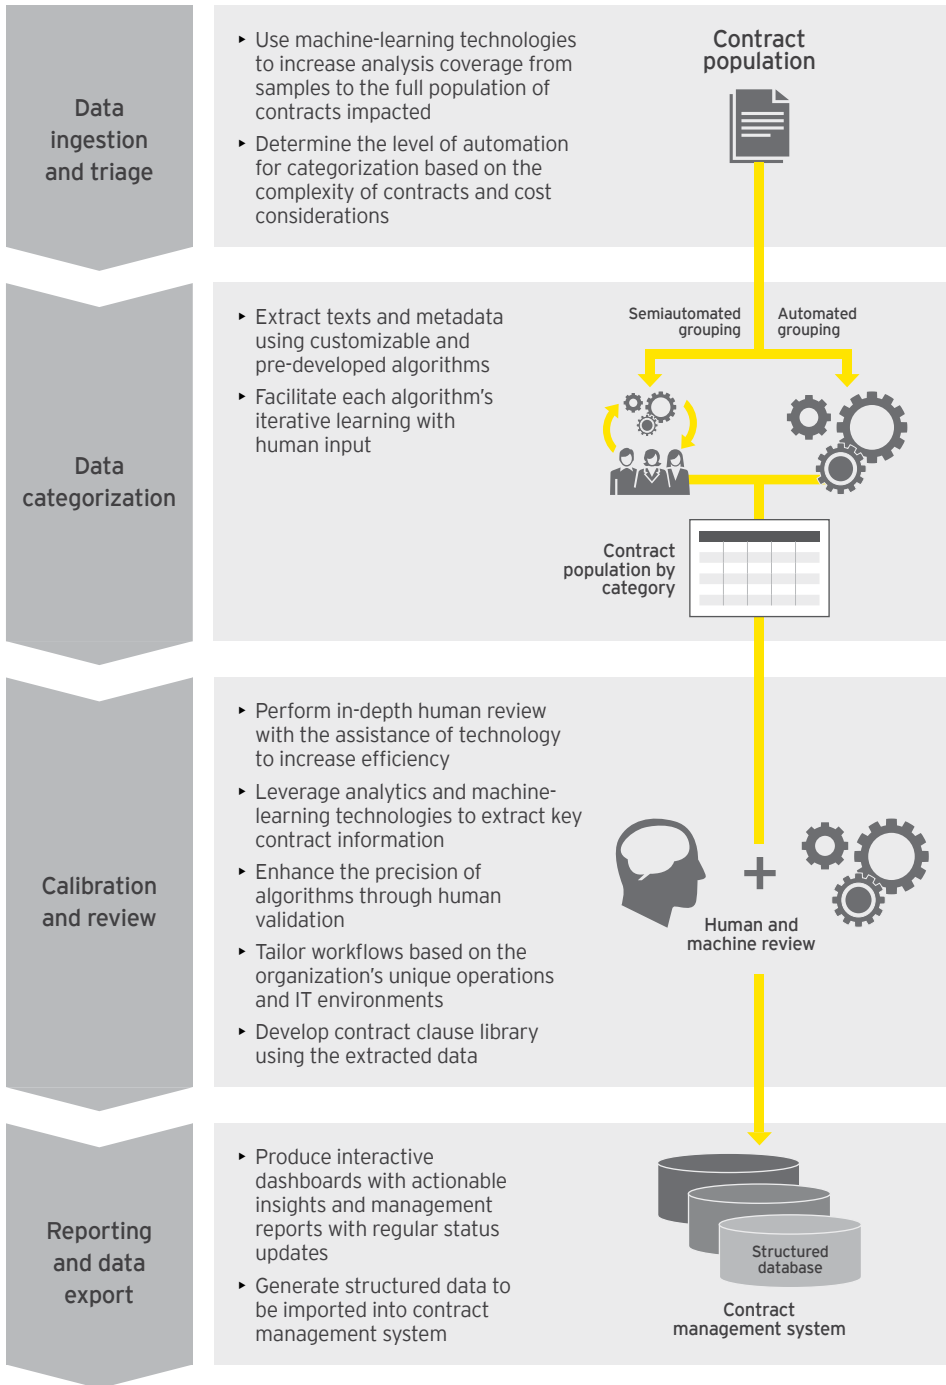 Data
ingestion
and triage
‣ Use machine-learning technologies
to increase analysis coverage from
samples to the full population of
contracts impacted
‣ Determine the level of automation
for categorization based on the
complexity of contracts and cost
considerations
Contract
population
Data
categorization
‣ Extract texts and metadata
using customizable and
pre-developed algorithms
‣ Facilitate each algorithm’s
iterative learning with
human input
Semiautomated
grouping
Automated
grouping
Contract
population by
category
Calibration
and review
‣ Perform in-depth human review
with the assistance of technology
to increase efficiency
‣ Leverage analytics and machine-
learning technologies to extract key
contract information
‣ Enhance the precision of
algorithms through human
validation
‣ Tailor workflows based on the
organization’s unique operations
and IT environments
‣ Develop contract clause library
using the extracted data
+
Human and
machine review
Reporting
and data
export
‣ Produce interactive
dashboards with actionable
insights and management
reports with regular status
updates
‣ Generate structured data to
be imported into contract
management system
Structured
database
Contract
management system